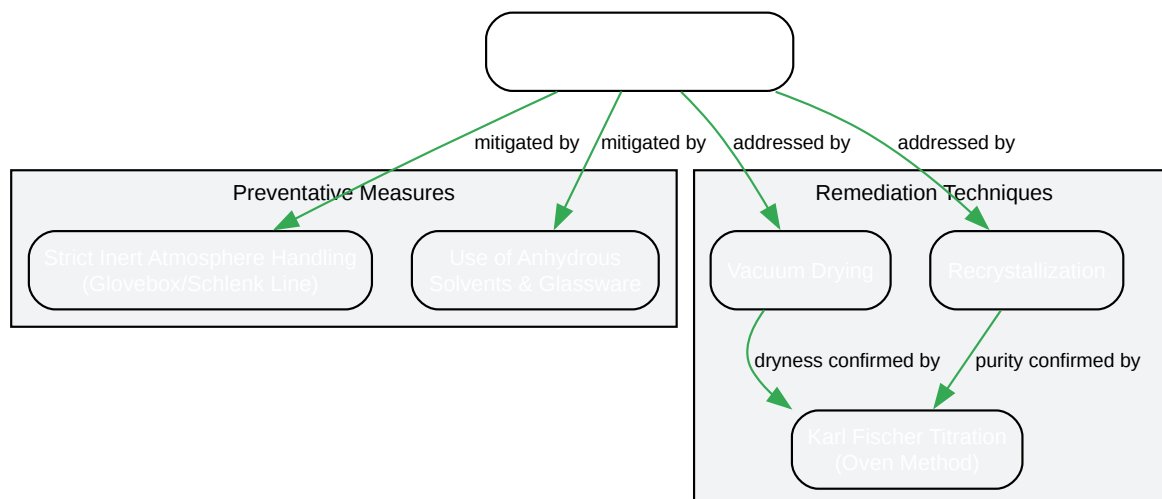 mitigated by
mitigated by
addressed by
addressed by
Preventative Measures
Remediation Techniques
Strict Inert Atmosphere Handling
(Glovebox/Schlenk Line)
Use of Anhydrous
Solvents & Glassware
Vacuum Drying
Recrystallization
dryness confirmed by
purity confirmed by
Karl Fischer Titration
(Oven Method)